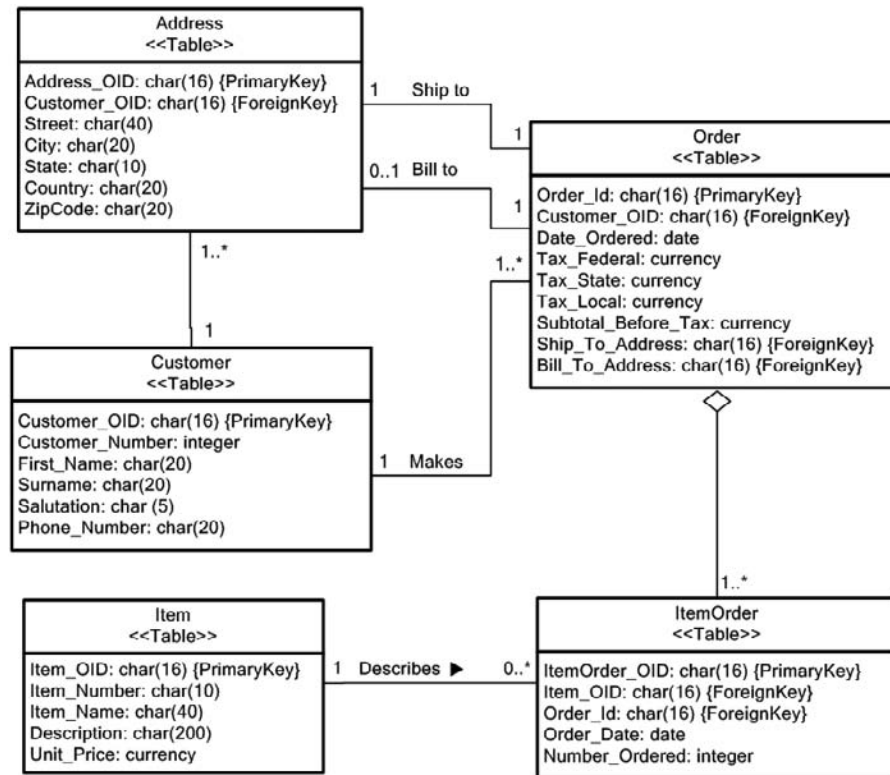 Address
<<Table>>
Address_OID: char(16) {PrimaryKey}
Customer_OID: char(16) {ForeignKey}
Street: char(40)
City: char(20)
State: char(10)
Country: char(20)
ZipCode: char(20)
1 Ship to
1
0..1 Bill to
1
1..*
1..*
1
Order
<<Table>>
Order_Id: char(16) {PrimaryKey}
Customer_OID: char(16) {ForeignKey}
Date_Ordered: date
Tax_Federal: currency
Tax_State: currency
Tax_Local: currency
Subtotal_Before_Tax: currency
Ship_To_Address: char(16) {ForeignKey}
Bill_To_Address: char(16) {ForeignKey}
Customer
<<Table>>
Customer_OID: char(16) {PrimaryKey}
Customer_Number: integer
First_Name: char(20)
Surname: char(20)
Salutation: char (5)
Phone_Number: char(20)
1 Makes
1..*
Item
<<Table>>
Item_OID: char(16) {PrimaryKey}
Item_Number: char(10)
Item_Name: char(40)
Description: char(200)
Unit_Price: currency
1 Describes ► 0..*
ItemOrder
<<Table>>
ItemOrder_OID: char(16) {PrimaryKey}
Item_OID: char(16) {ForeignKey}
Order_Id: char(16) {ForeignKey}
Order_Date: date
Number_Ordered: integer